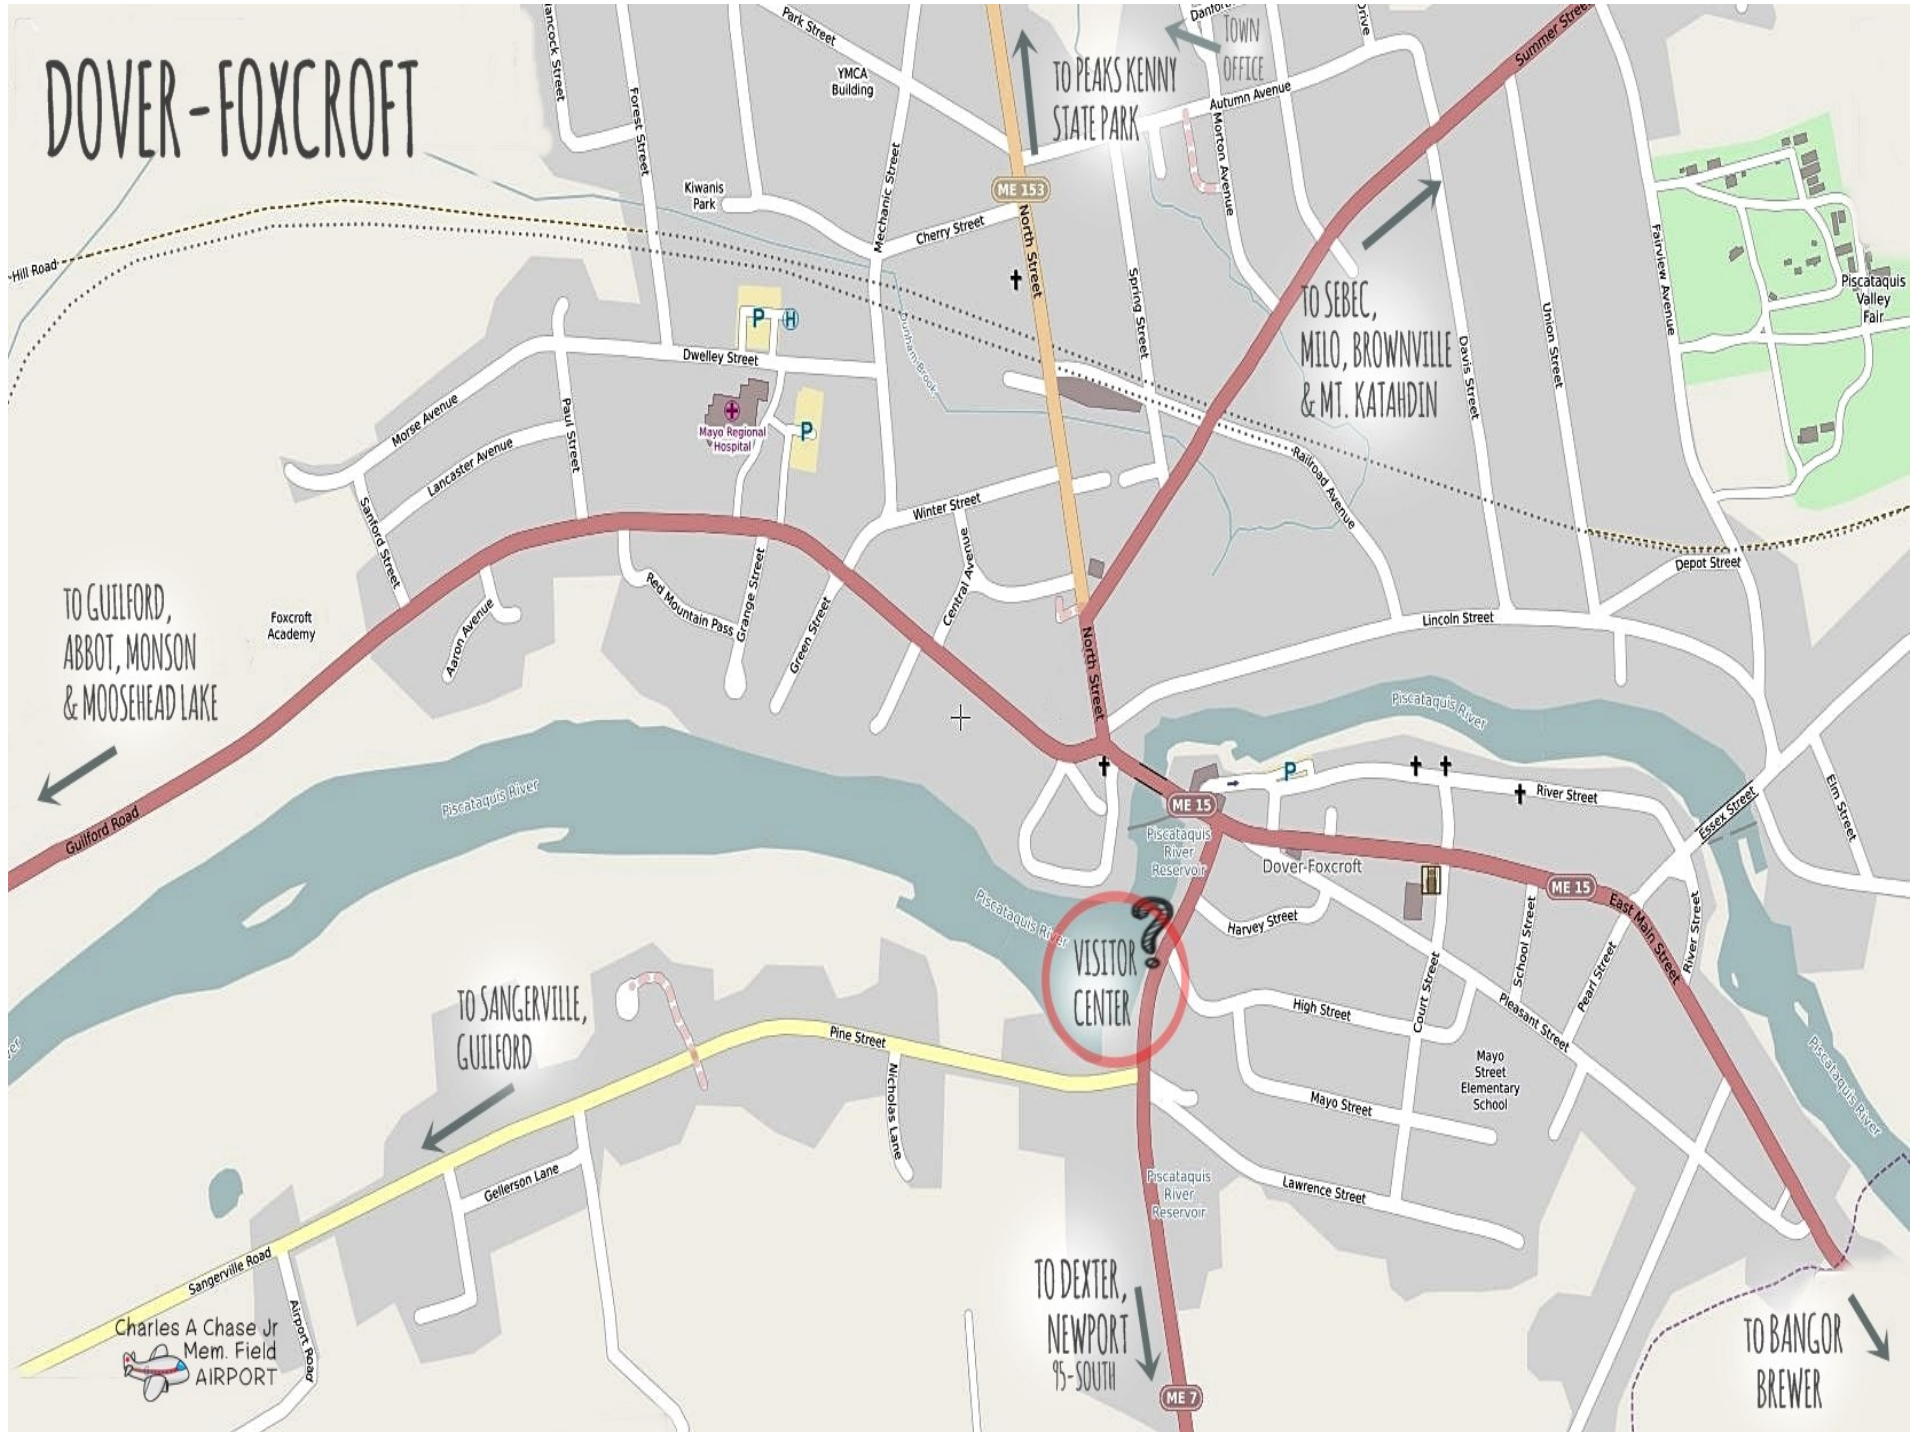 DOVER-FOXCROFT
Park Street
YMCA
Building
Forest Street
Kiwanis
Park
Mechanic Street
Cherry Street
ME 153
North Street
TO PEAKS KENNY
STATE PARK
TOWN
OFFICE
Autumn Avenue
Morton Avenue
Drive
Summer Street
Spring Street
TO SEBEC,
MILO, BROWNVILLE
& MT. KATAHDIN
Davis Street
Union Street
Fairview Avenue
Piscataquis
Valley
Fair
Hill Road
P
H
Dwelley Street
Dunham Brook
Mayo Regional
Hospital
P
Morse Avenue
Lancaster Avenue
Paul Street
Sanford Street
Winter Street
Central Avenue
Railroad Avenue
Depot Street
Lincoln Street
TO GUILFORD,
ABBOT, MONSON
& MOOSEHEAD LAKE
Foxcroft
Academy
Aaron Avenue
Red Mountain Pass
Grange Street
Green Street
North Street
Piscataquis River
Guilford Road
Piscataquis River
P
River Street
Essex Street
Elm Street
ME 15
Piscataquis
River
Reservoir
Dover-Foxcroft
ME 15
East Main Street
River Street
Piscataquis River
?
VISITOR
CENTER
Harvey Street
School Street
Pearl Street
Court Street
High Street
Pleasant Street
Mayo
Street
Elementary
School
Mayo Street
Piscataquis River
TO SANGERVILLE,
GUILFORD
Pine Street
Nicholas Lane
Gellerson Lane
Piscataquis
River
Reservoir
Lawrence Street
Sangerville Road
Airport Road
Charles A Chase Jr
Mem. Field
AIRPORT
TO DEXTER,
NEWPORT
95-SOUTH
ME 7
TO BANGOR
BREWER